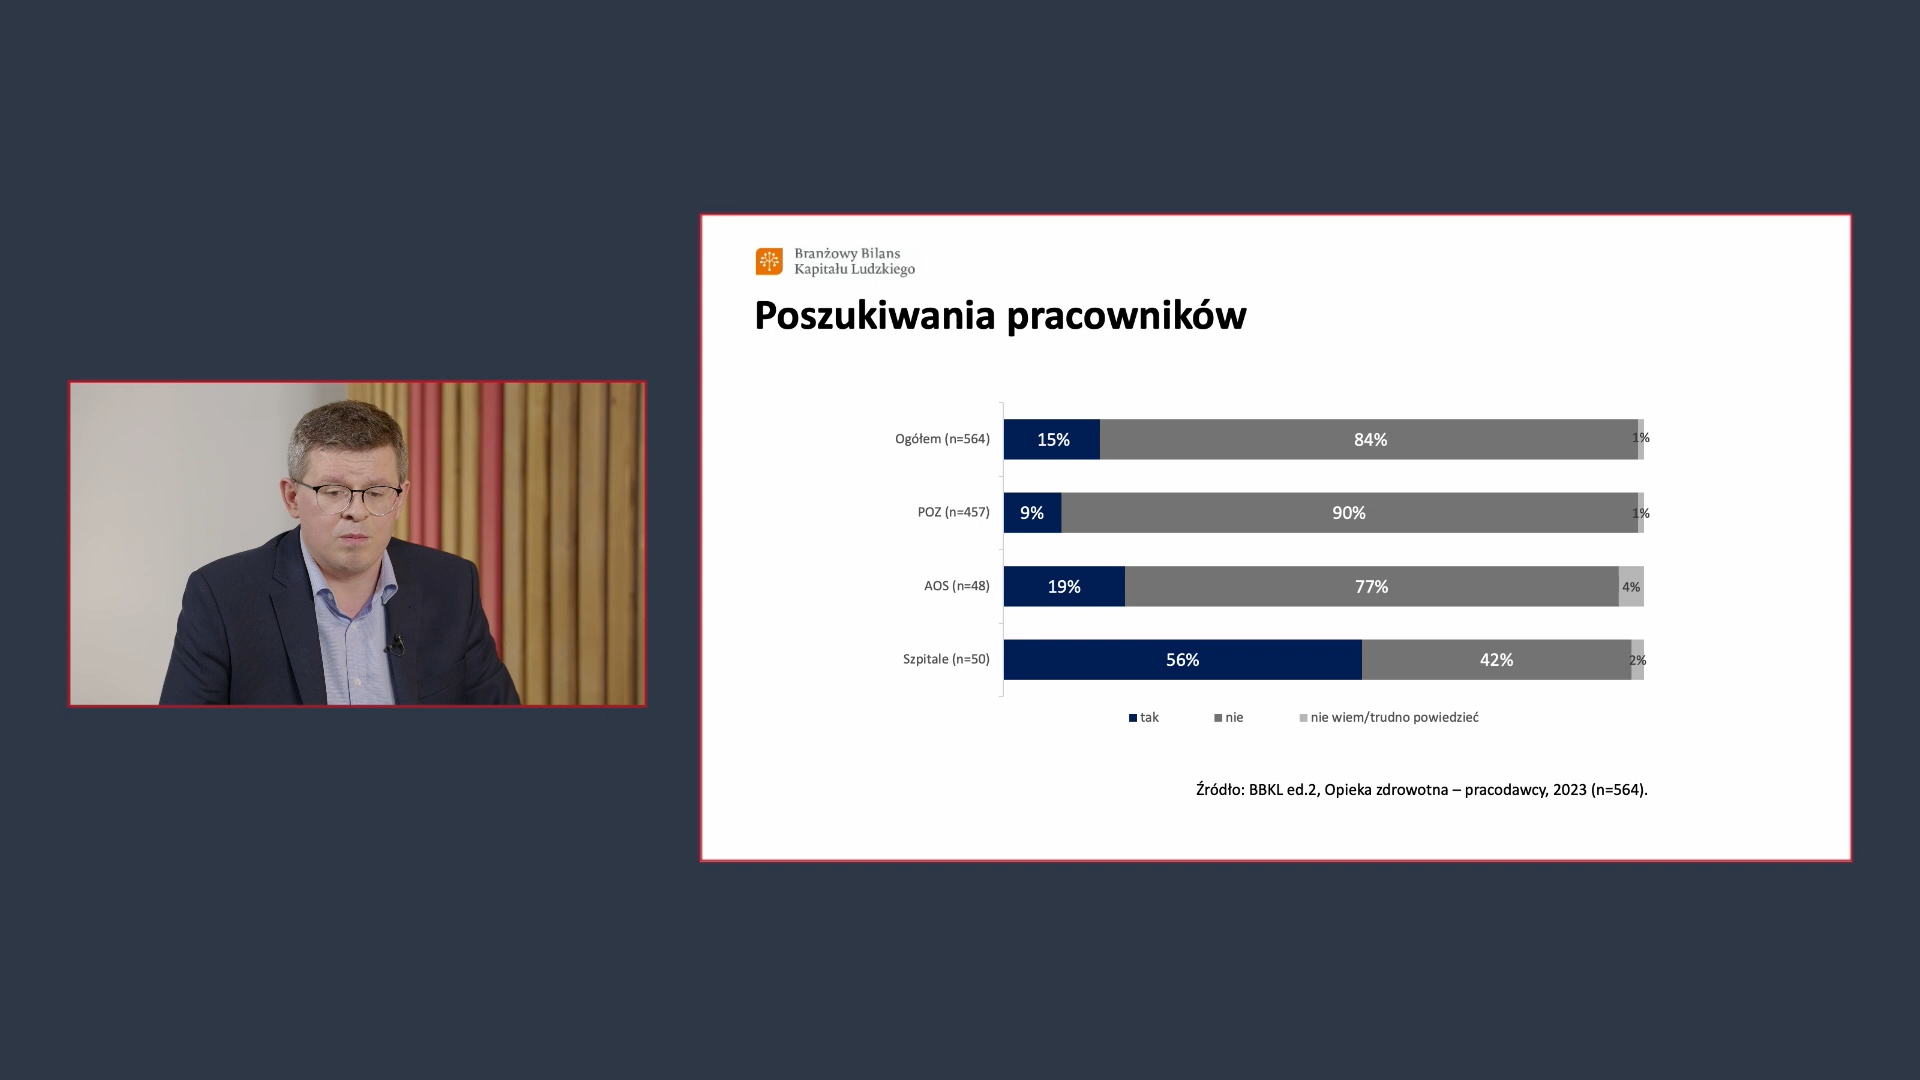 Branżowy Bilans
Kapitału Ludzkiego
Poszukiwania pracowników
Ogółem (n=564) 15% 84% 1%
POZ (n=457) 9% 90% 1%
AOS (n=48) 19% 77% 4%
Szpitale (n=50) 56% 42% 2%
tak nie nie wiem/trudno powiedzieć
Źródło: BBKL ed.2, Opieka zdrowotna – pracodawcy, 2023 (n=564).